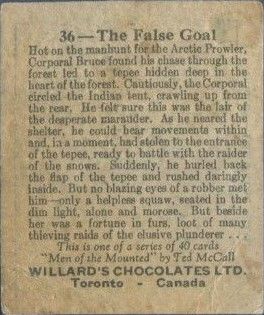 36—The False Goal
Hot on the manhunt for the Arctic Prowler,
Corporal Bruce found his chase through the
forest led to a tepee hidden deep in the
heart of the forest. Cautiously, the Corporal
circled the Indian tent, crawling up from the
rear. He felt sure this was the lair of
the desperate marauder. As he neared the
shelter, he could hear movements within
and, in a moment, had stolen to the entrance
of the tepee, ready to battle with the raider
of the snows. Suddenly, he hurled back
the flap of the tepee and rushed daringly
inside. But no blazing eyes of a robber met
him—only a helpless squaw, seated in the
dim light, alone and morose. But beside
her was a fortune in furs, loot of many
thieving raids of the elusive plunderer . . .
This is one of a series of 40 cards
"Men of the Mounted" by Ted McCall
WILLARD'S CHOCOLATES LTD.
Toronto - Canada